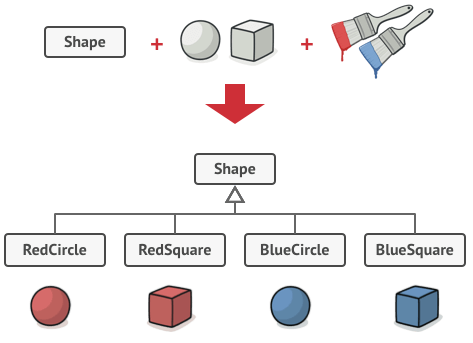 Shape + +
Shape
RedCircle RedSquare BlueCircle BlueSquare